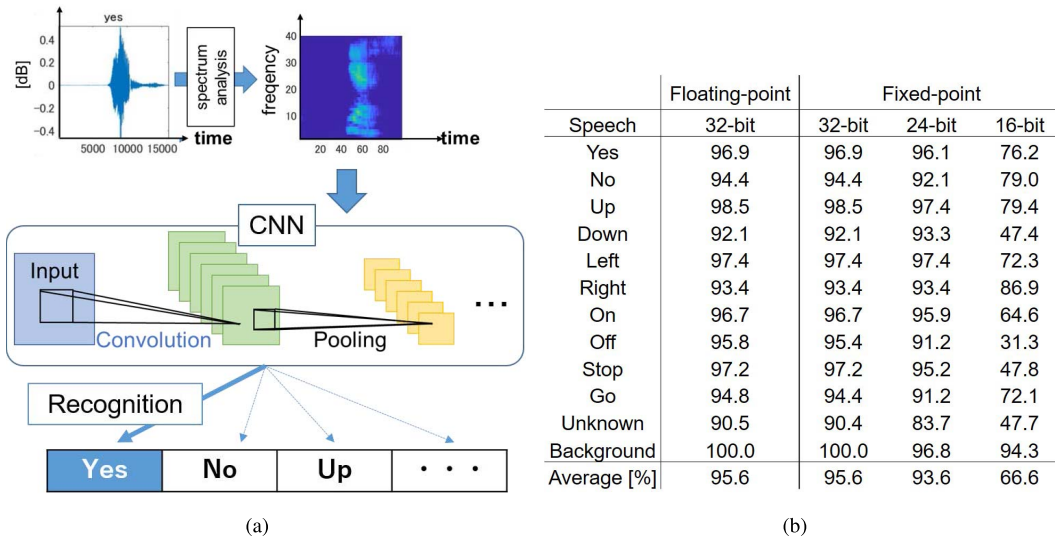 yes
[dB]
0.4
0.2
0
−0.2
−0.4
5000 10000 15000
time
spectrum
analysis
freqency
40
30
20
10
20 40 60 80
time
CNN
Input
Convolution
Pooling
...
Recognition
Yes No Up · · ·
(a)
Floating-point Fixed-point
Speech 32-bit 32-bit 24-bit 16-bit
Yes 96.9 96.9 96.1 76.2
No 94.4 94.4 92.1 79.0
Up 98.5 98.5 97.4 79.4
Down 92.1 92.1 93.3 47.4
Left 97.4 97.4 97.4 72.3
Right 93.4 93.4 93.4 86.9
On 96.7 96.7 95.9 64.6
Off 95.8 95.4 91.2 31.3
Stop 97.2 97.2 95.2 47.8
Go 94.8 94.4 91.2 72.1
Unknown 90.5 90.4 83.7 47.7
Background 100.0 100.0 96.8 94.3
Average [%] 95.6 95.6 93.6 66.6
(b)